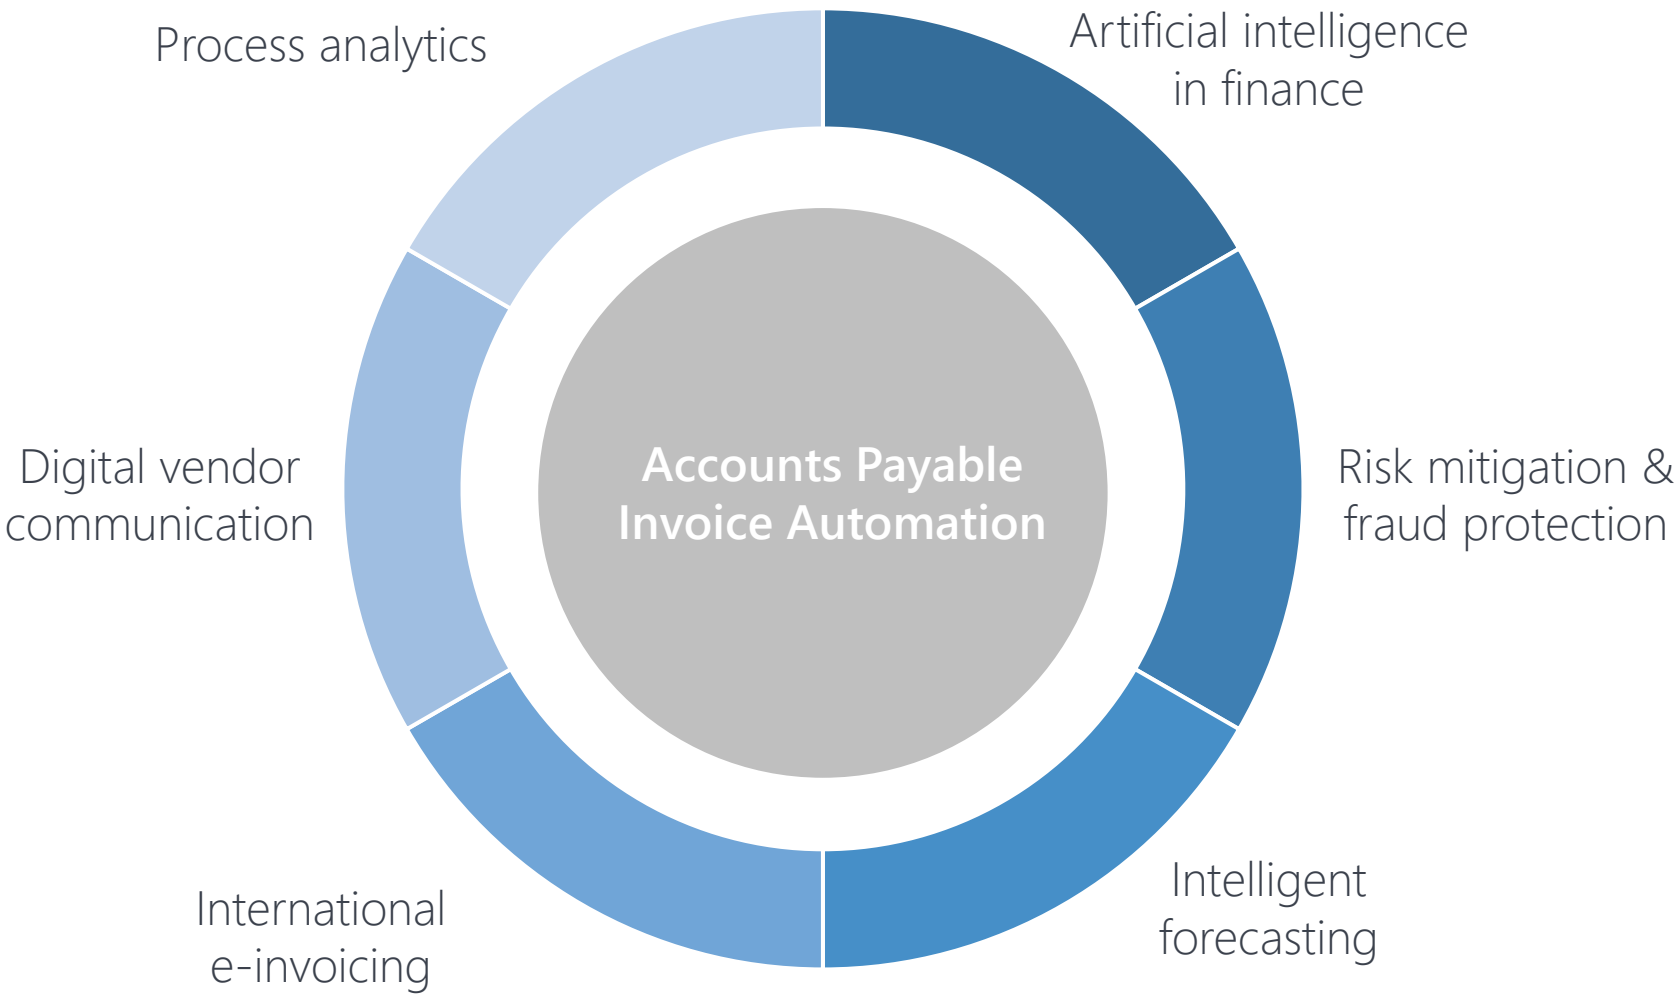 Process analytics
Artificial intelligence
in finance
Digital vendor
communication
Accounts Payable
Invoice Automation
Risk mitigation &
fraud protection
International
e-invoicing
Intelligent
forecasting